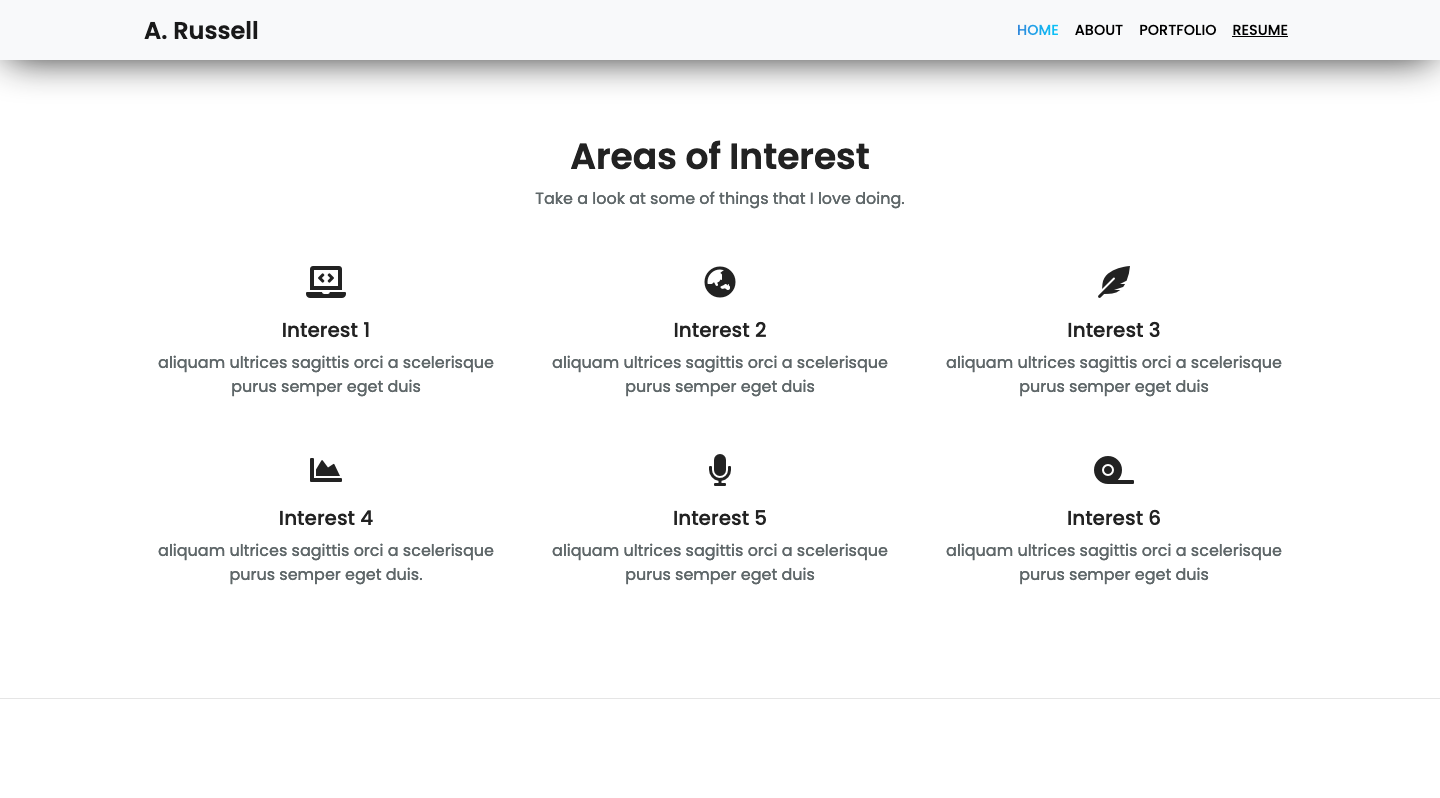 A. Russell
HOME ABOUT PORTFOLIO RESUME
Areas of Interest
Take a look at some of things that I love doing.
Interest 1
aliquam ultrices sagittis orci a scelerisque
purus semper eget duis
Interest 2
aliquam ultrices sagittis orci a scelerisque
purus semper eget duis
Interest 3
aliquam ultrices sagittis orci a scelerisque
purus semper eget duis
Interest 4
aliquam ultrices sagittis orci a scelerisque
purus semper eget duis.
Interest 5
aliquam ultrices sagittis orci a scelerisque
purus semper eget duis
Interest 6
aliquam ultrices sagittis orci a scelerisque
purus semper eget duis